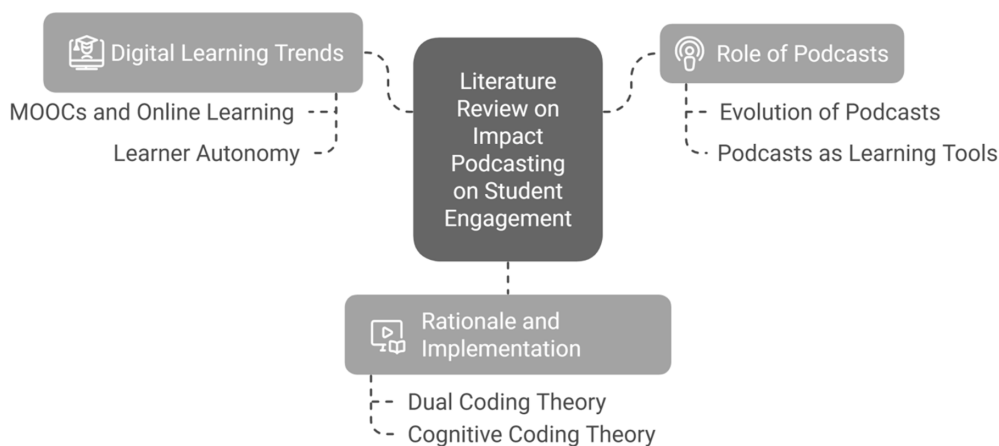 Digital Learning Trends
MOOCs and Online Learning
Learner Autonomy
Literature
Review on
Impact
Podcasting
on Student
Engagement
Role of Podcasts
Evolution of Podcasts
Podcasts as Learning Tools
Rationale and
Implementation
Dual Coding Theory
Cognitive Coding Theory